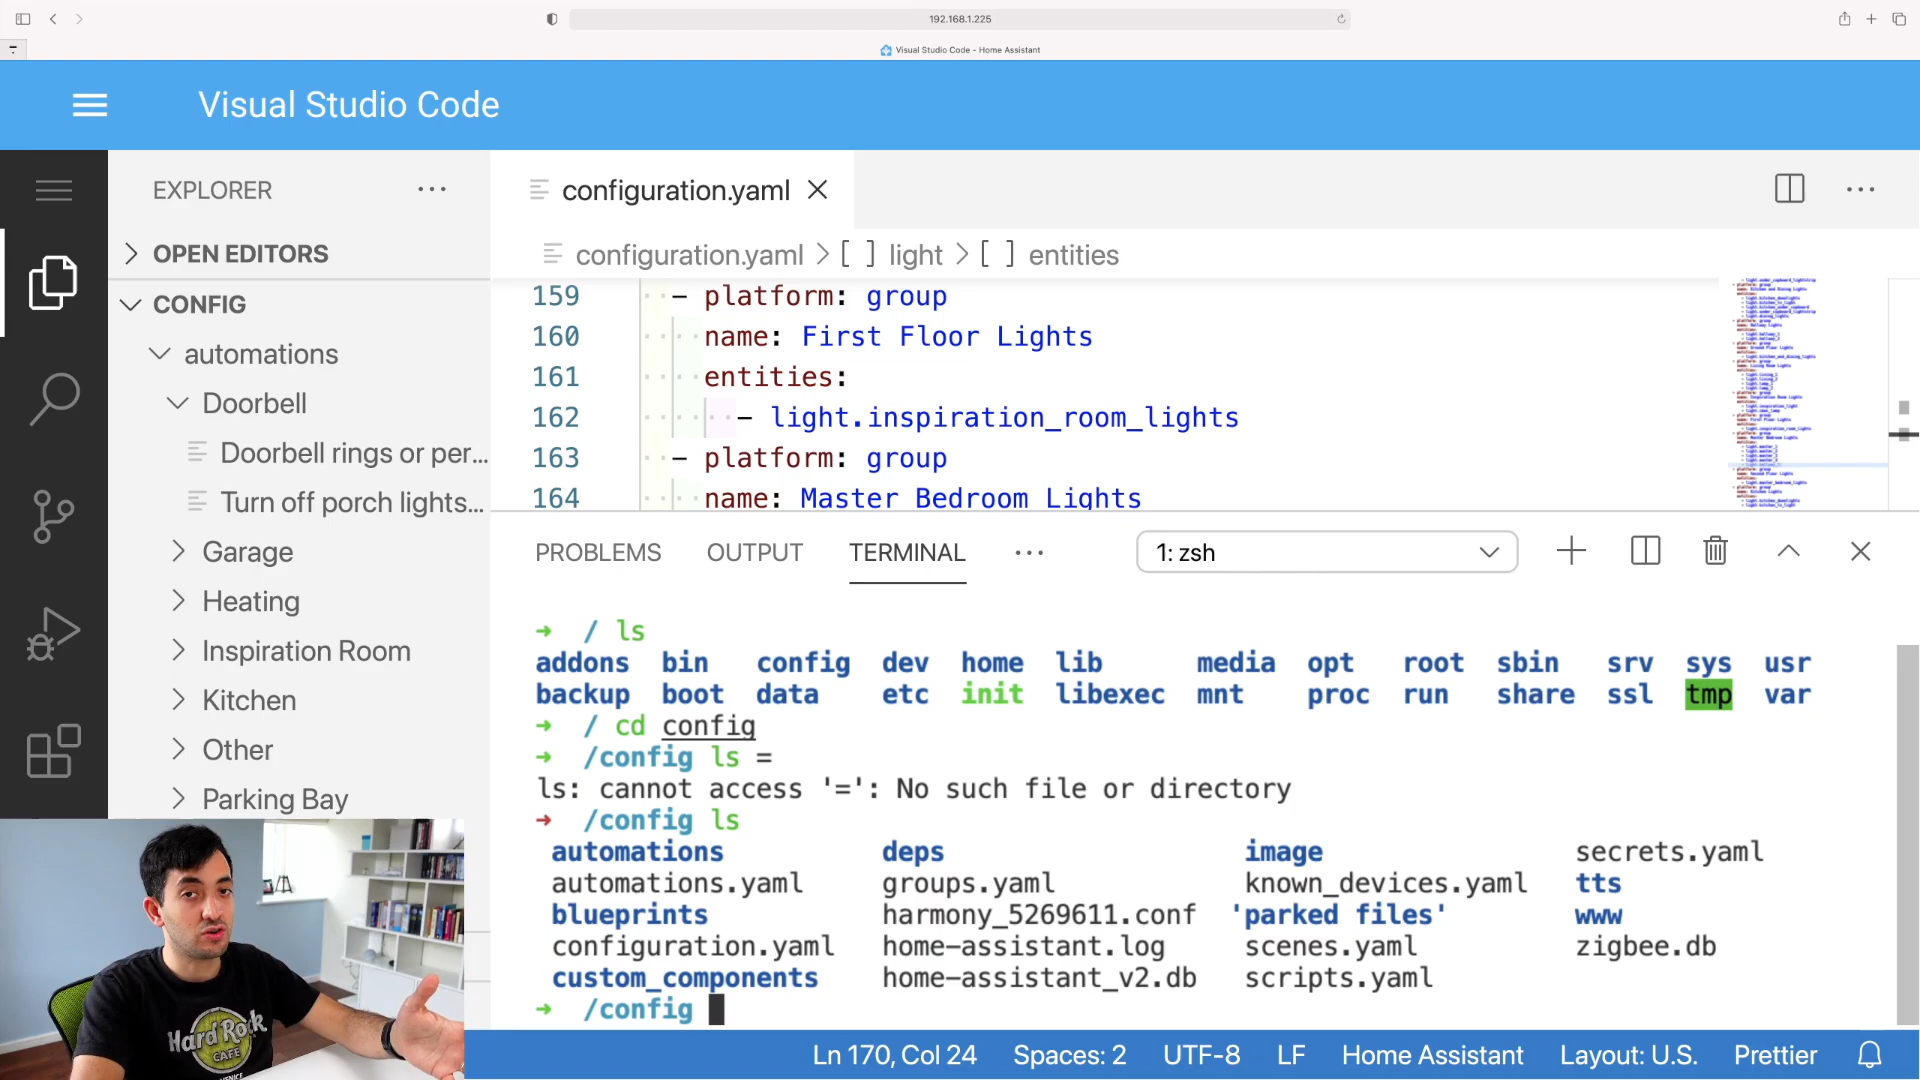 192.168.1.225
Visual Studio Code - Home Assistant
Visual Studio Code
EXPLORER
OPEN EDITORS
CONFIG
automations
Doorbell
Doorbell rings or per...
Turn off porch lights...
Garage
Heating
Inspiration Room
Kitchen
Other
Parking Bay
configuration.yaml
configuration.yaml > [ ] light > [ ] entities
159 - platform: group
160 name: First Floor Lights
161 entities:
162 - light.inspiration_room_lights
163 - platform: group
164 name: Master Bedroom Lights
PROBLEMS OUTPUT TERMINAL ... 1: zsh
→ / ls
addons bin config dev home lib media opt root sbin srv sys usr
backup boot data etc init libexec mnt proc run share ssl tmp var
→ / cd config
→ /config ls =
ls: cannot access '=': No such file or directory
→ /config ls
automations deps image secrets.yaml
automations.yaml groups.yaml known_devices.yaml tts
blueprints harmony_5269611.conf 'parked files' www
configuration.yaml home-assistant.log scenes.yaml zigbee.db
custom_components home-assistant_v2.db scripts.yaml
→ /config
Hard Rock
CAFE
Ln 170, Col 24 Spaces: 2 UTF-8 LF Home Assistant Layout: U.S. Prettier